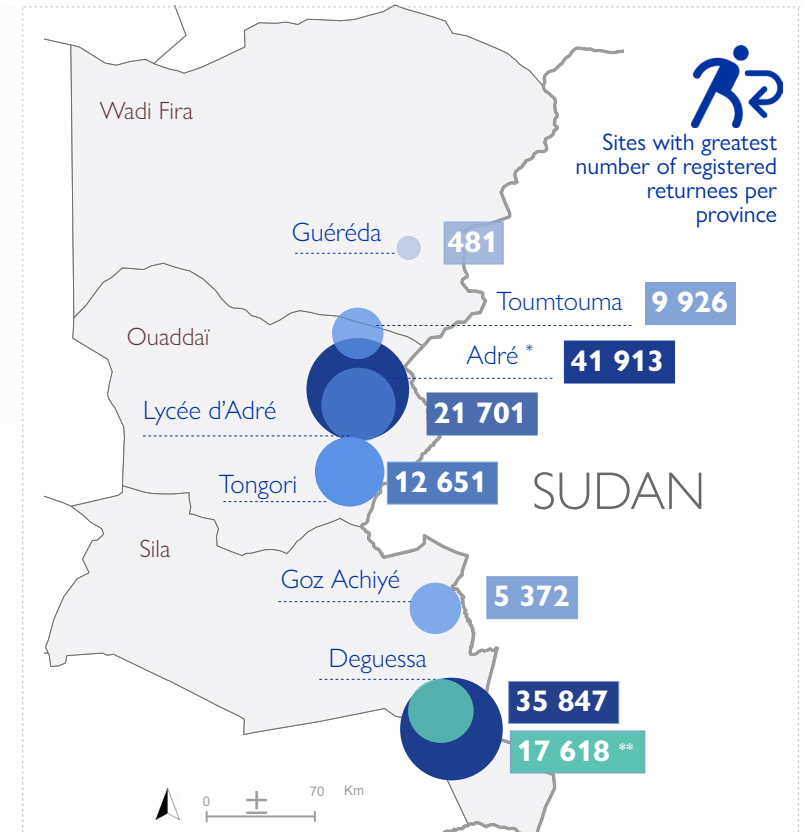 Wadi Fira
Sites with greatest
number of registered
returnees per
province
Guéréda
481
Toumtouma
9 926
Ouaddaï
Adré *
41 913
Lycée d’Adré
21 701
Tongori
12 651
SUDAN
Sila
Goz Achiyé
5 372
Deguessa
35 847
17 618 **
0 70 Km